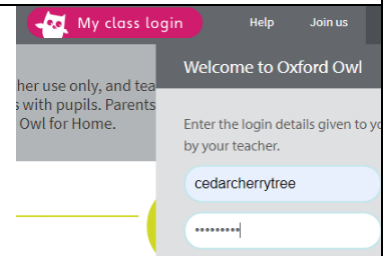 My class login
Help
Join us
Welcome to Oxford Owl
her use only, and tea
s with pupils. Parents
Owl for Home.
Enter the login details given to yo
by your teacher.
cedarcherrytree
•••••••••